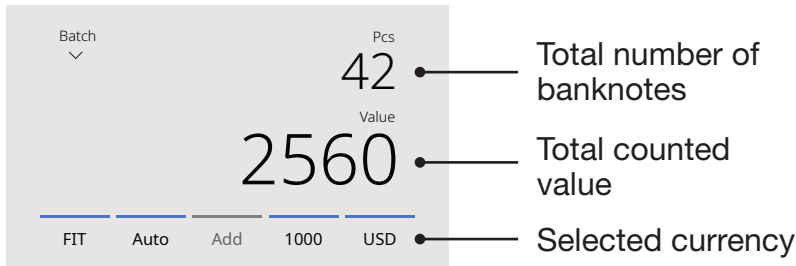 Batch
Pcs
42
Total number of
banknotes
Value
2560
Total counted
value
FIT Auto Add 1000 USD
Selected currency